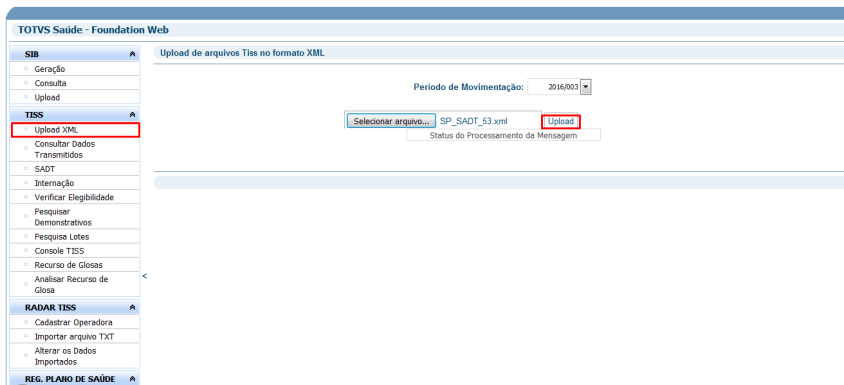 TOTVS Saúde - Foundation Web
SIB
Geração
Consulta
Upload
TISS
Upload XML
Consultar Dados
Transmitidos
SADT
Internação
Verificar Elegibilidade
Pesquisar
Demonstrativos
Pesquisa Lotes
Console TISS
Recurso de Glosas
Analisar Recurso de
Glosa
RADAR TISS
Cadastrar Operadora
Importar arquivo TXT
Alterar os Dados
Importados
REG. PLANO DE SAÚDE
<
Upload de arquivos Tiss no formato XML
Período de Movimentação: 2016/003
Selecionar arquivo... SP_SADT_53.xml Upload
Status do Processamento da Mensagem